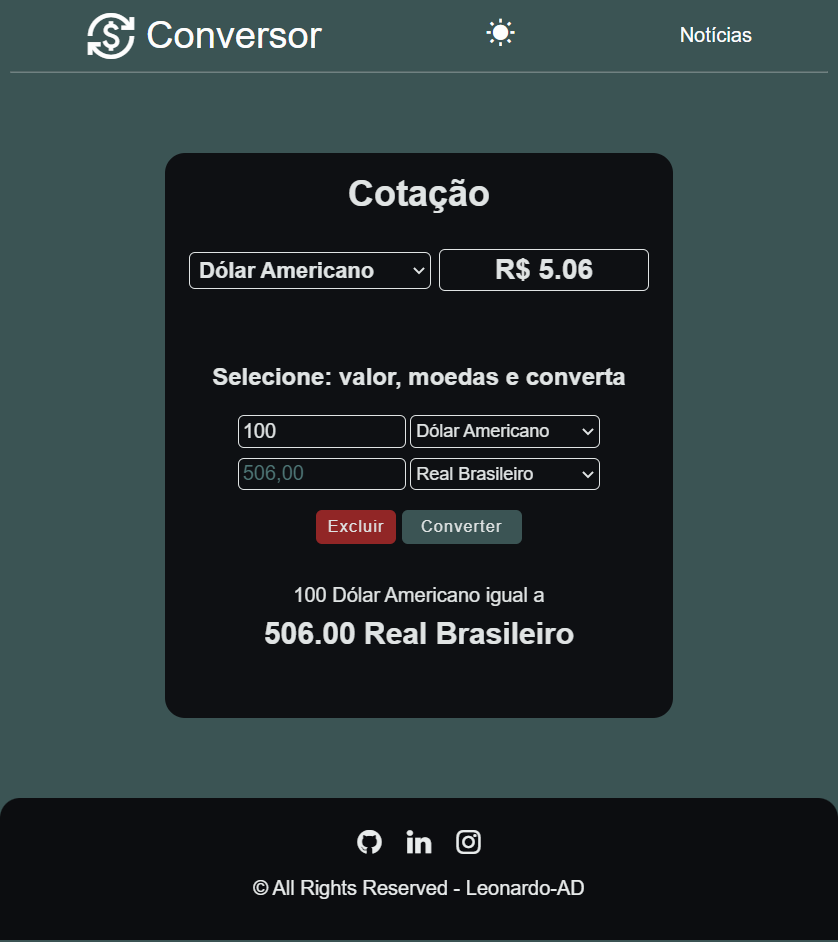 Conversor
Notícias
Cotação
Dólar Americano R$ 5.06
Selecione: valor, moedas e converta
100 Dólar Americano
506,00 Real Brasileiro
Excluir Converter
100 Dólar Americano igual a
506.00 Real Brasileiro
© All Rights Reserved - Leonardo-AD